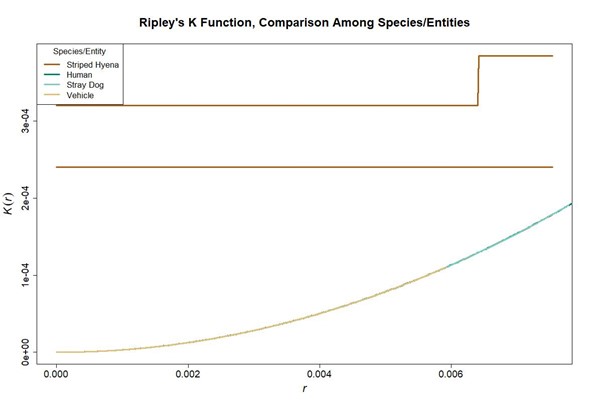 Ripley's K Function, Comparison Among Species/Entities
Species/Entity
Striped Hyena
Human
Stray Dog
Vehicle
K(r)
3e-04
2e-04
1e-04
0e+00
0.000 0.002 0.004 0.006
r